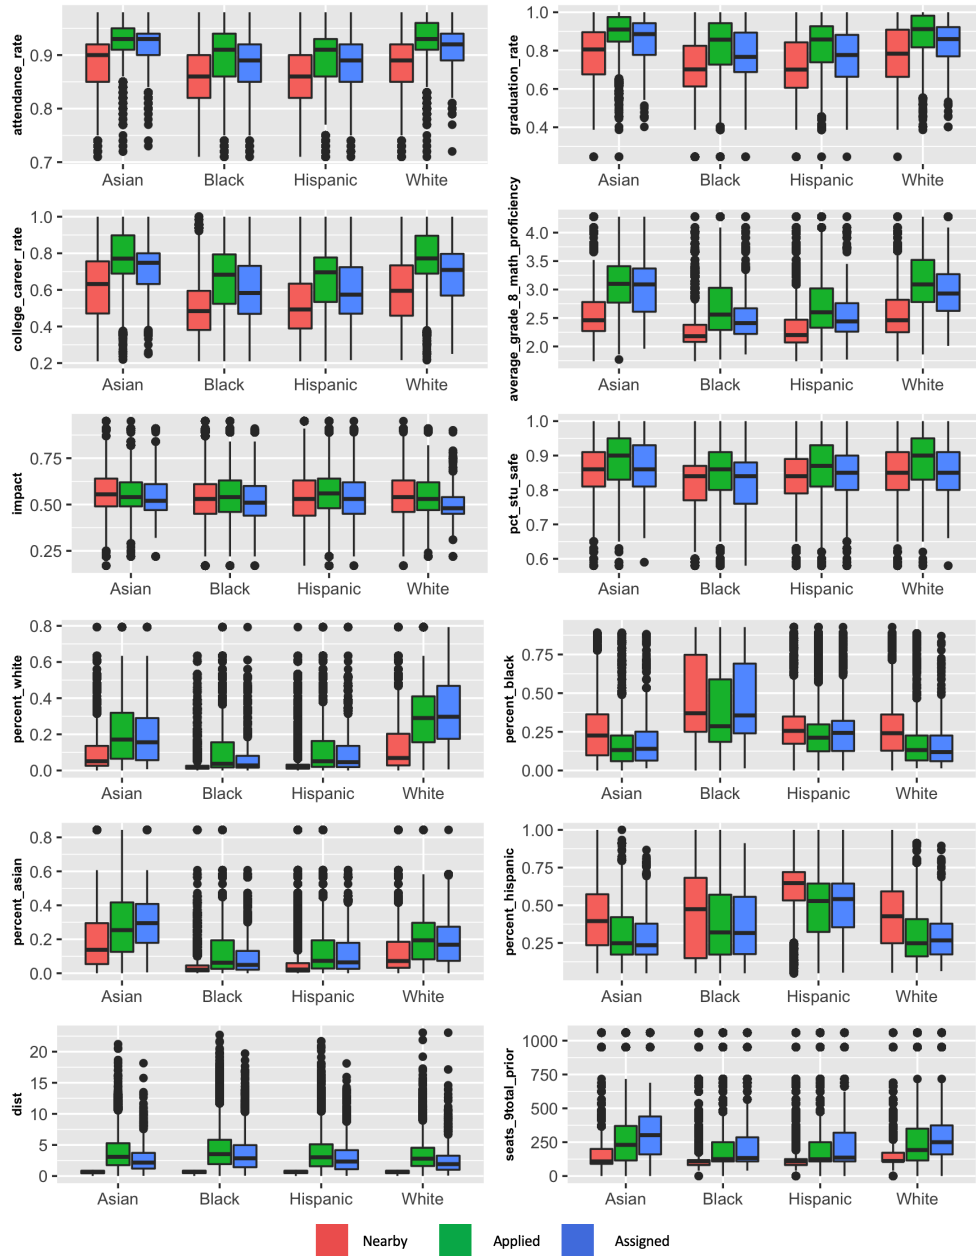 attendance_rate
0.9
0.8
0.7
Asian Black Hispanic White
graduation_rate
1.0
0.8
0.6
0.4
Asian Black Hispanic White
college_career_rate
1.0
0.8
0.6
0.4
0.2
Asian Black Hispanic White
average_grade_8_math_proficiency
4.0
3.5
3.0
2.5
2.0
Asian Black Hispanic White
impact
0.75
0.50
0.25
Asian Black Hispanic White
pct_stu_safe
1.0
0.9
0.8
0.7
0.6
Asian Black Hispanic White
percent_white
0.8
0.6
0.4
0.2
0.0
Asian Black Hispanic White
percent_black
0.75
0.50
0.25
0.00
Asian Black Hispanic White
percent_asian
0.8
0.6
0.4
0.2
0.0
Asian Black Hispanic White
percent_hispanic
1.00
0.75
0.50
0.25
Asian Black Hispanic White
dist
20
15
10
5
0
Asian Black Hispanic White
seats_9total_prior
1000
750
500
250
0
Asian Black Hispanic White
Nearby Applied Assigned